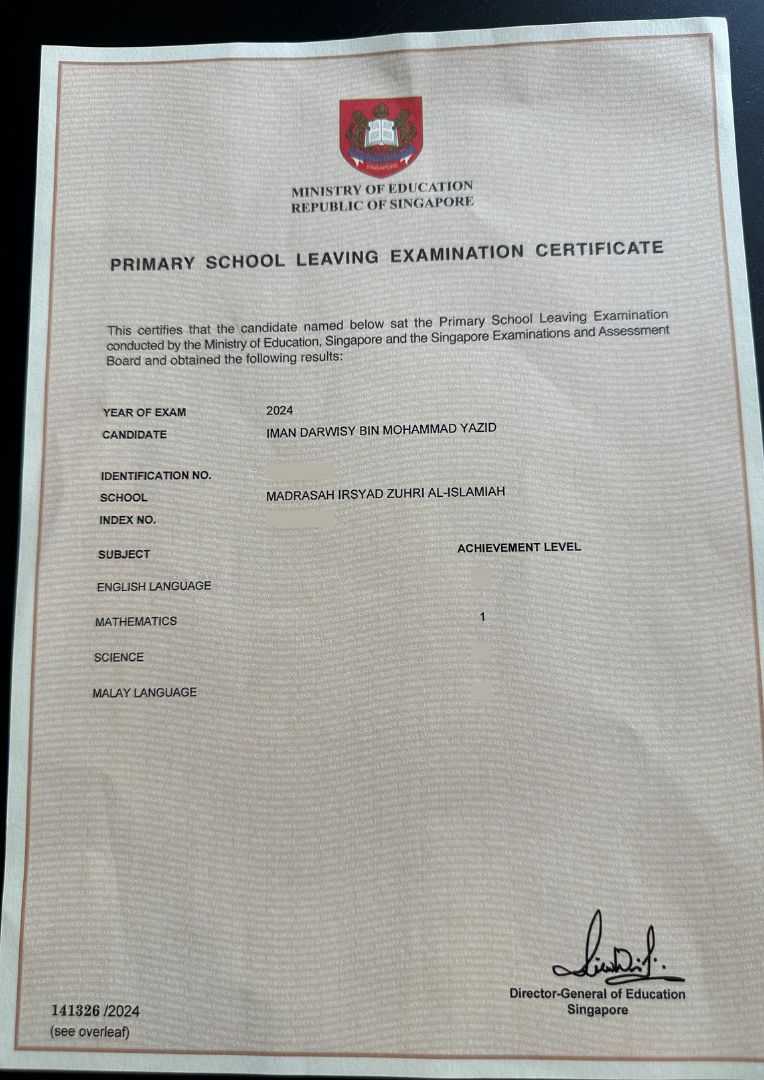 SINGAPORE
MINISTRY OF EDUCATION
REPUBLIC OF SINGAPORE
PRIMARY SCHOOL LEAVING EXAMINATION CERTIFICATE
This certifies that the candidate named below sat the Primary School Leaving Examination
conducted by the Ministry of Education, Singapore and the Singapore Examinations and Assessment
Board and obtained the following results:
YEAR OF EXAM 2024
CANDIDATE IMAN DARWISY BIN MOHAMMAD YAZID
IDENTIFICATION NO.
SCHOOL MADRASAH IRSYAD ZUHRI AL-ISLAMIAH
INDEX NO.
SUBJECT ACHIEVEMENT LEVEL
ENGLISH LANGUAGE
MATHEMATICS 1
SCIENCE
MALAY LANGUAGE
Director-General of Education
Singapore
141326 /2024
(see overleaf)